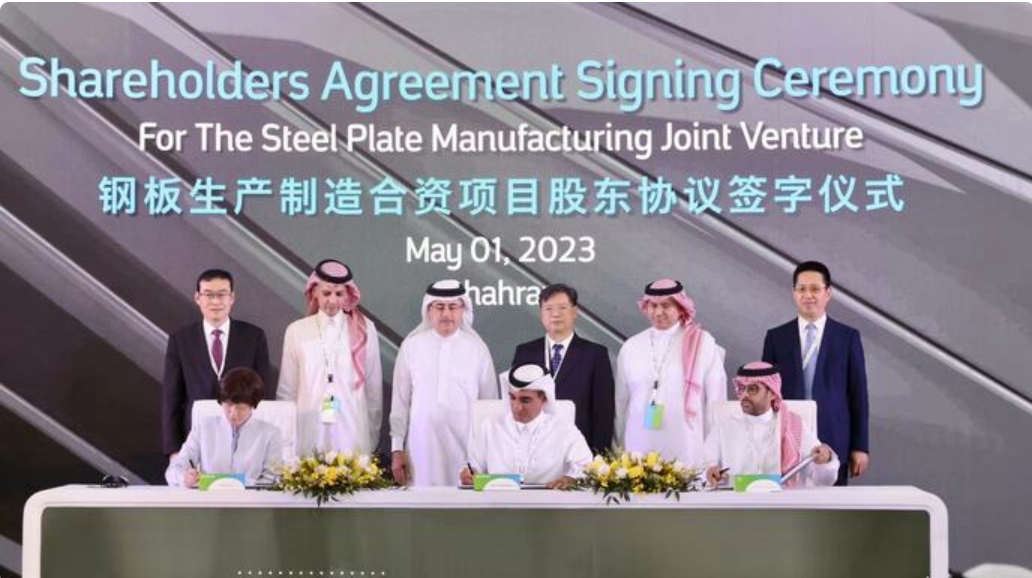 Shareholders Agreement Signing Ceremony
For The Steel Plate Manufacturing Joint Venture
钢板生产制造合资项目股东协议签字仪式
May 01, 2023